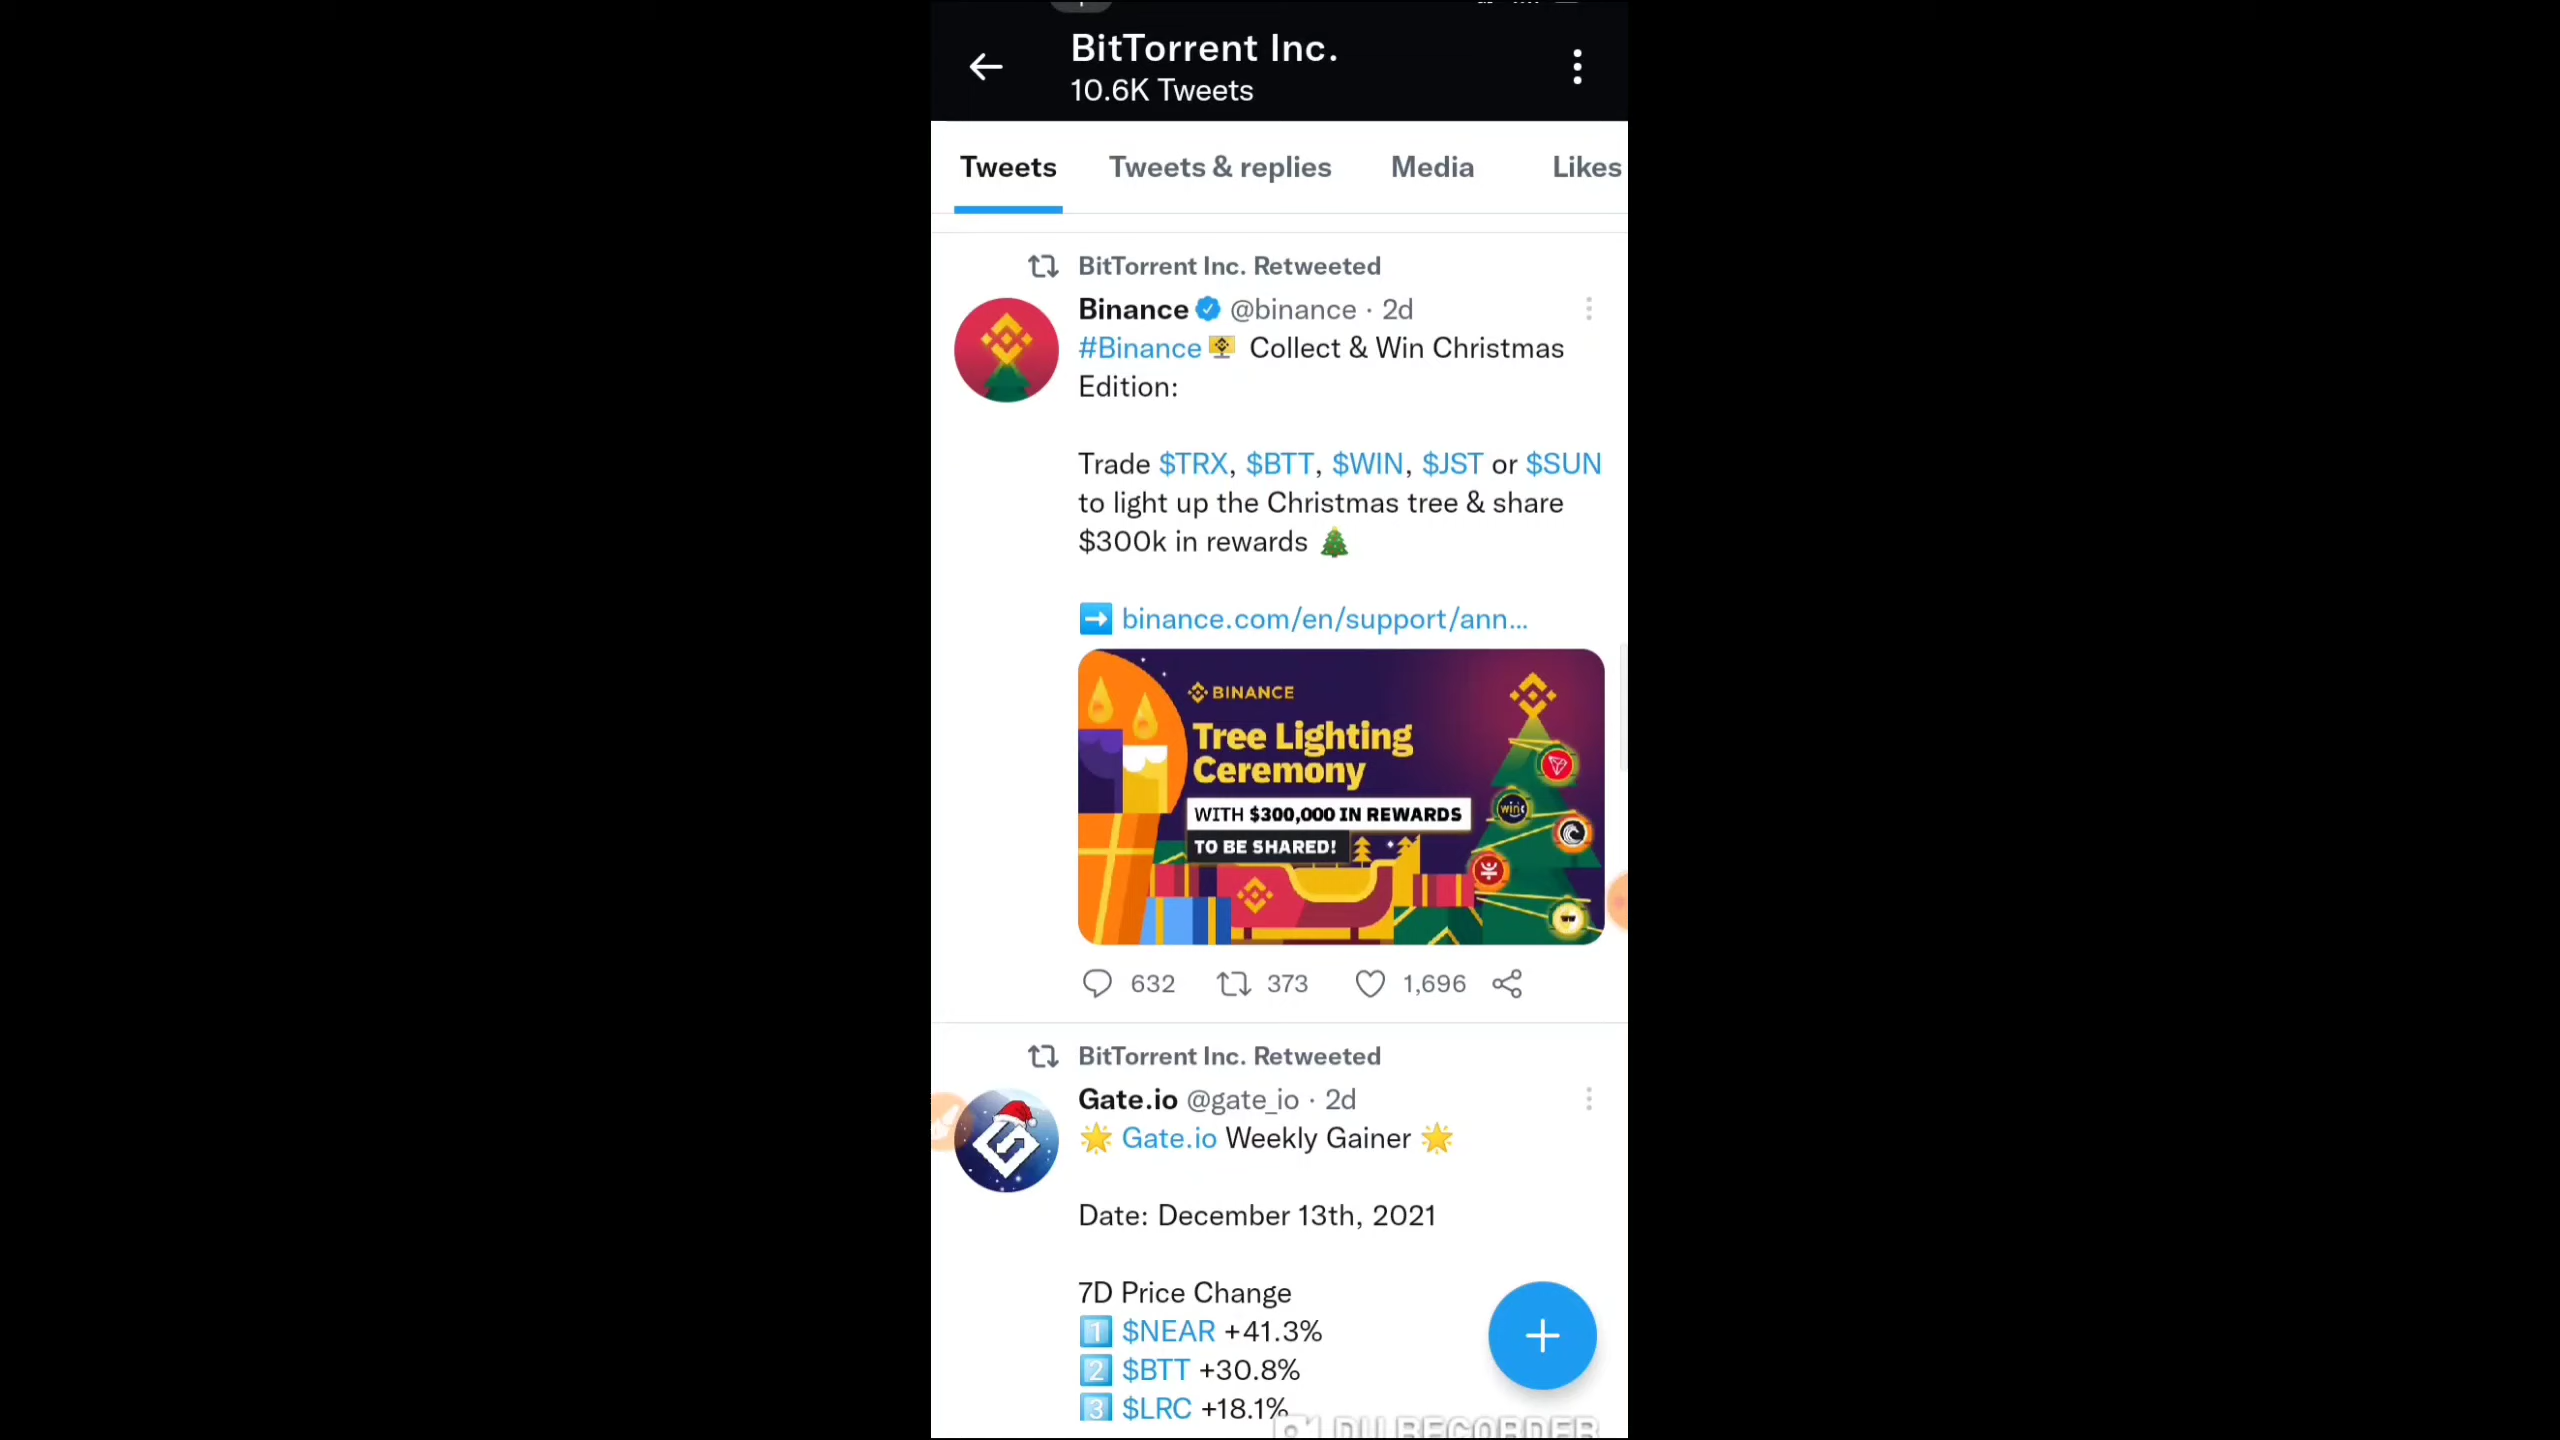 BitTorrent Inc.
10.6K Tweets
Tweets
Tweets & replies
Media
Likes
BitTorrent Inc. Retweeted
Binance @binance · 2d
#Binance Collect & Win Christmas
Edition:
Trade $TRX, $BTT, $WIN, $JST or $SUN
to light up the Christmas tree & share
$300k in rewards 🎄
➡️ binance.com/en/support/ann...
BINANCE
Tree Lighting
Ceremony
WITH $300,000 IN REWARDS
TO BE SHARED!
win
632
373
1,696
BitTorrent Inc. Retweeted
Gate.io @gate_io · 2d
🌟 Gate.io Weekly Gainer 🌟
Date: December 13th, 2021
7D Price Change
1️⃣ $NEAR +41.3%
2️⃣ $BTT +30.8%
3️⃣ $LRC +18.1%
DU RECORDER